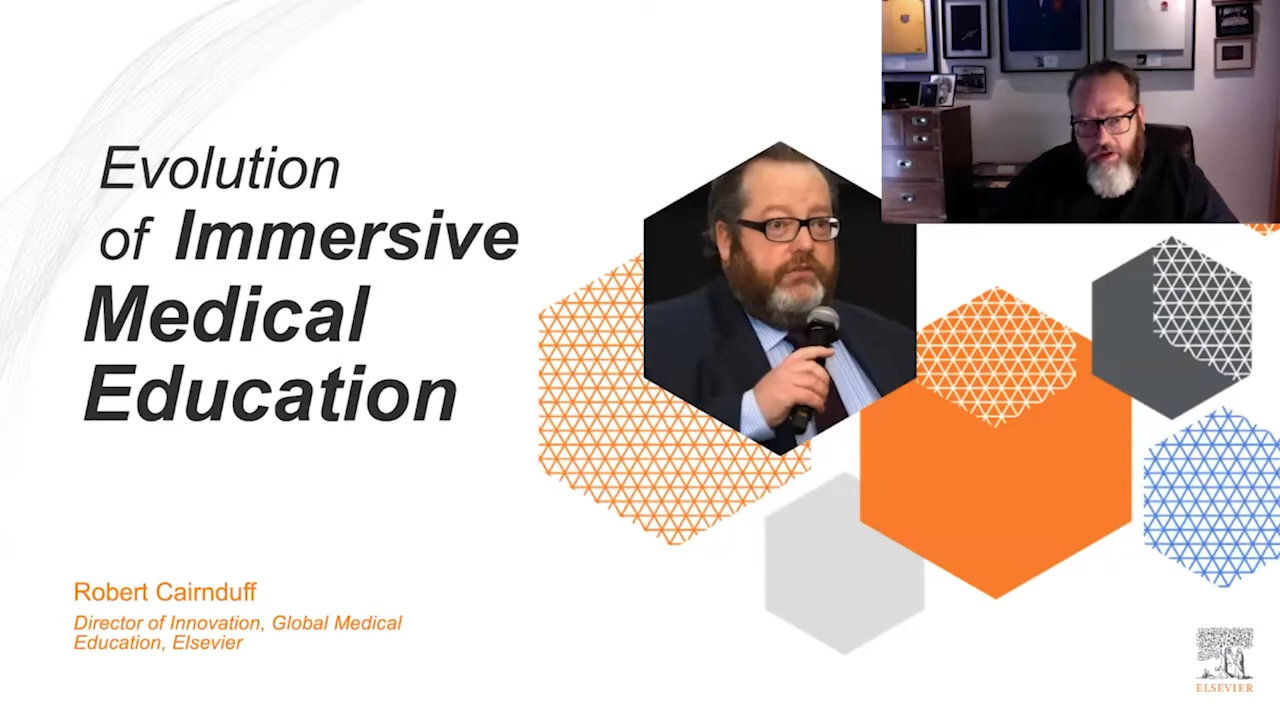 Evolution
of Immersive
Medical
Education
Robert Cairnduff
Director of Innovation, Global Medical
Education, Elsevier
ELSEVIER